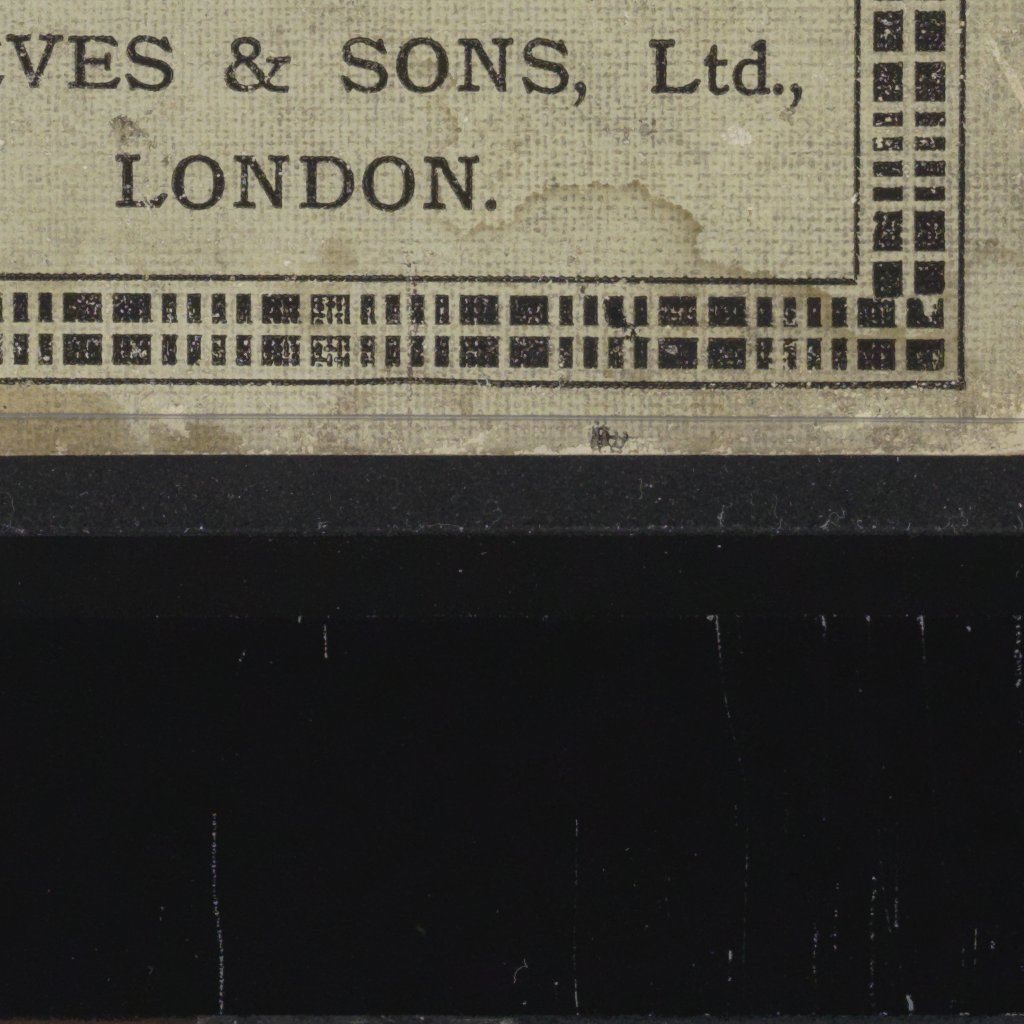 VES & SONS, Ltd.,
LONDON.